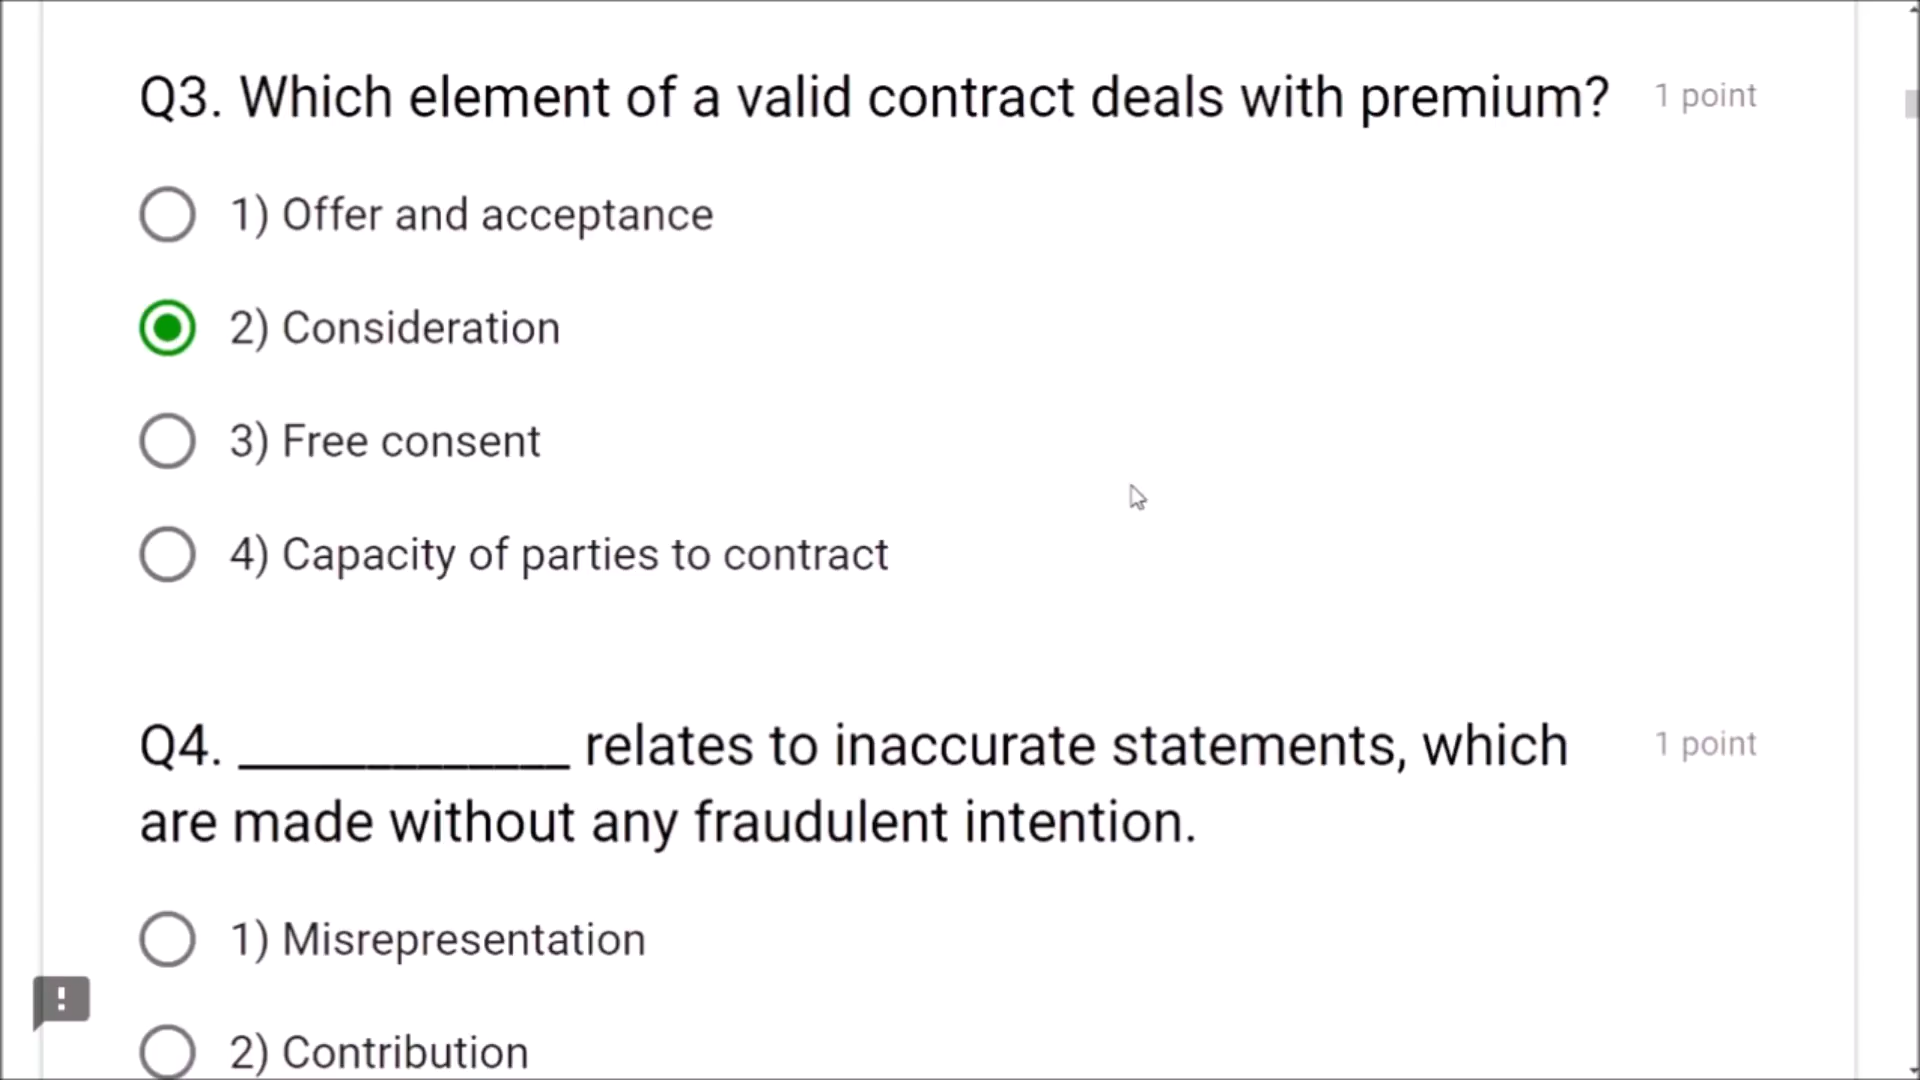 Q3. Which element of a valid contract deals with premium?
1 point
1) Offer and acceptance
2) Consideration
3) Free consent
4) Capacity of parties to contract
Q4. _____________ relates to inaccurate statements, which
1 point
are made without any fraudulent intention.
1) Misrepresentation
2) Contribution